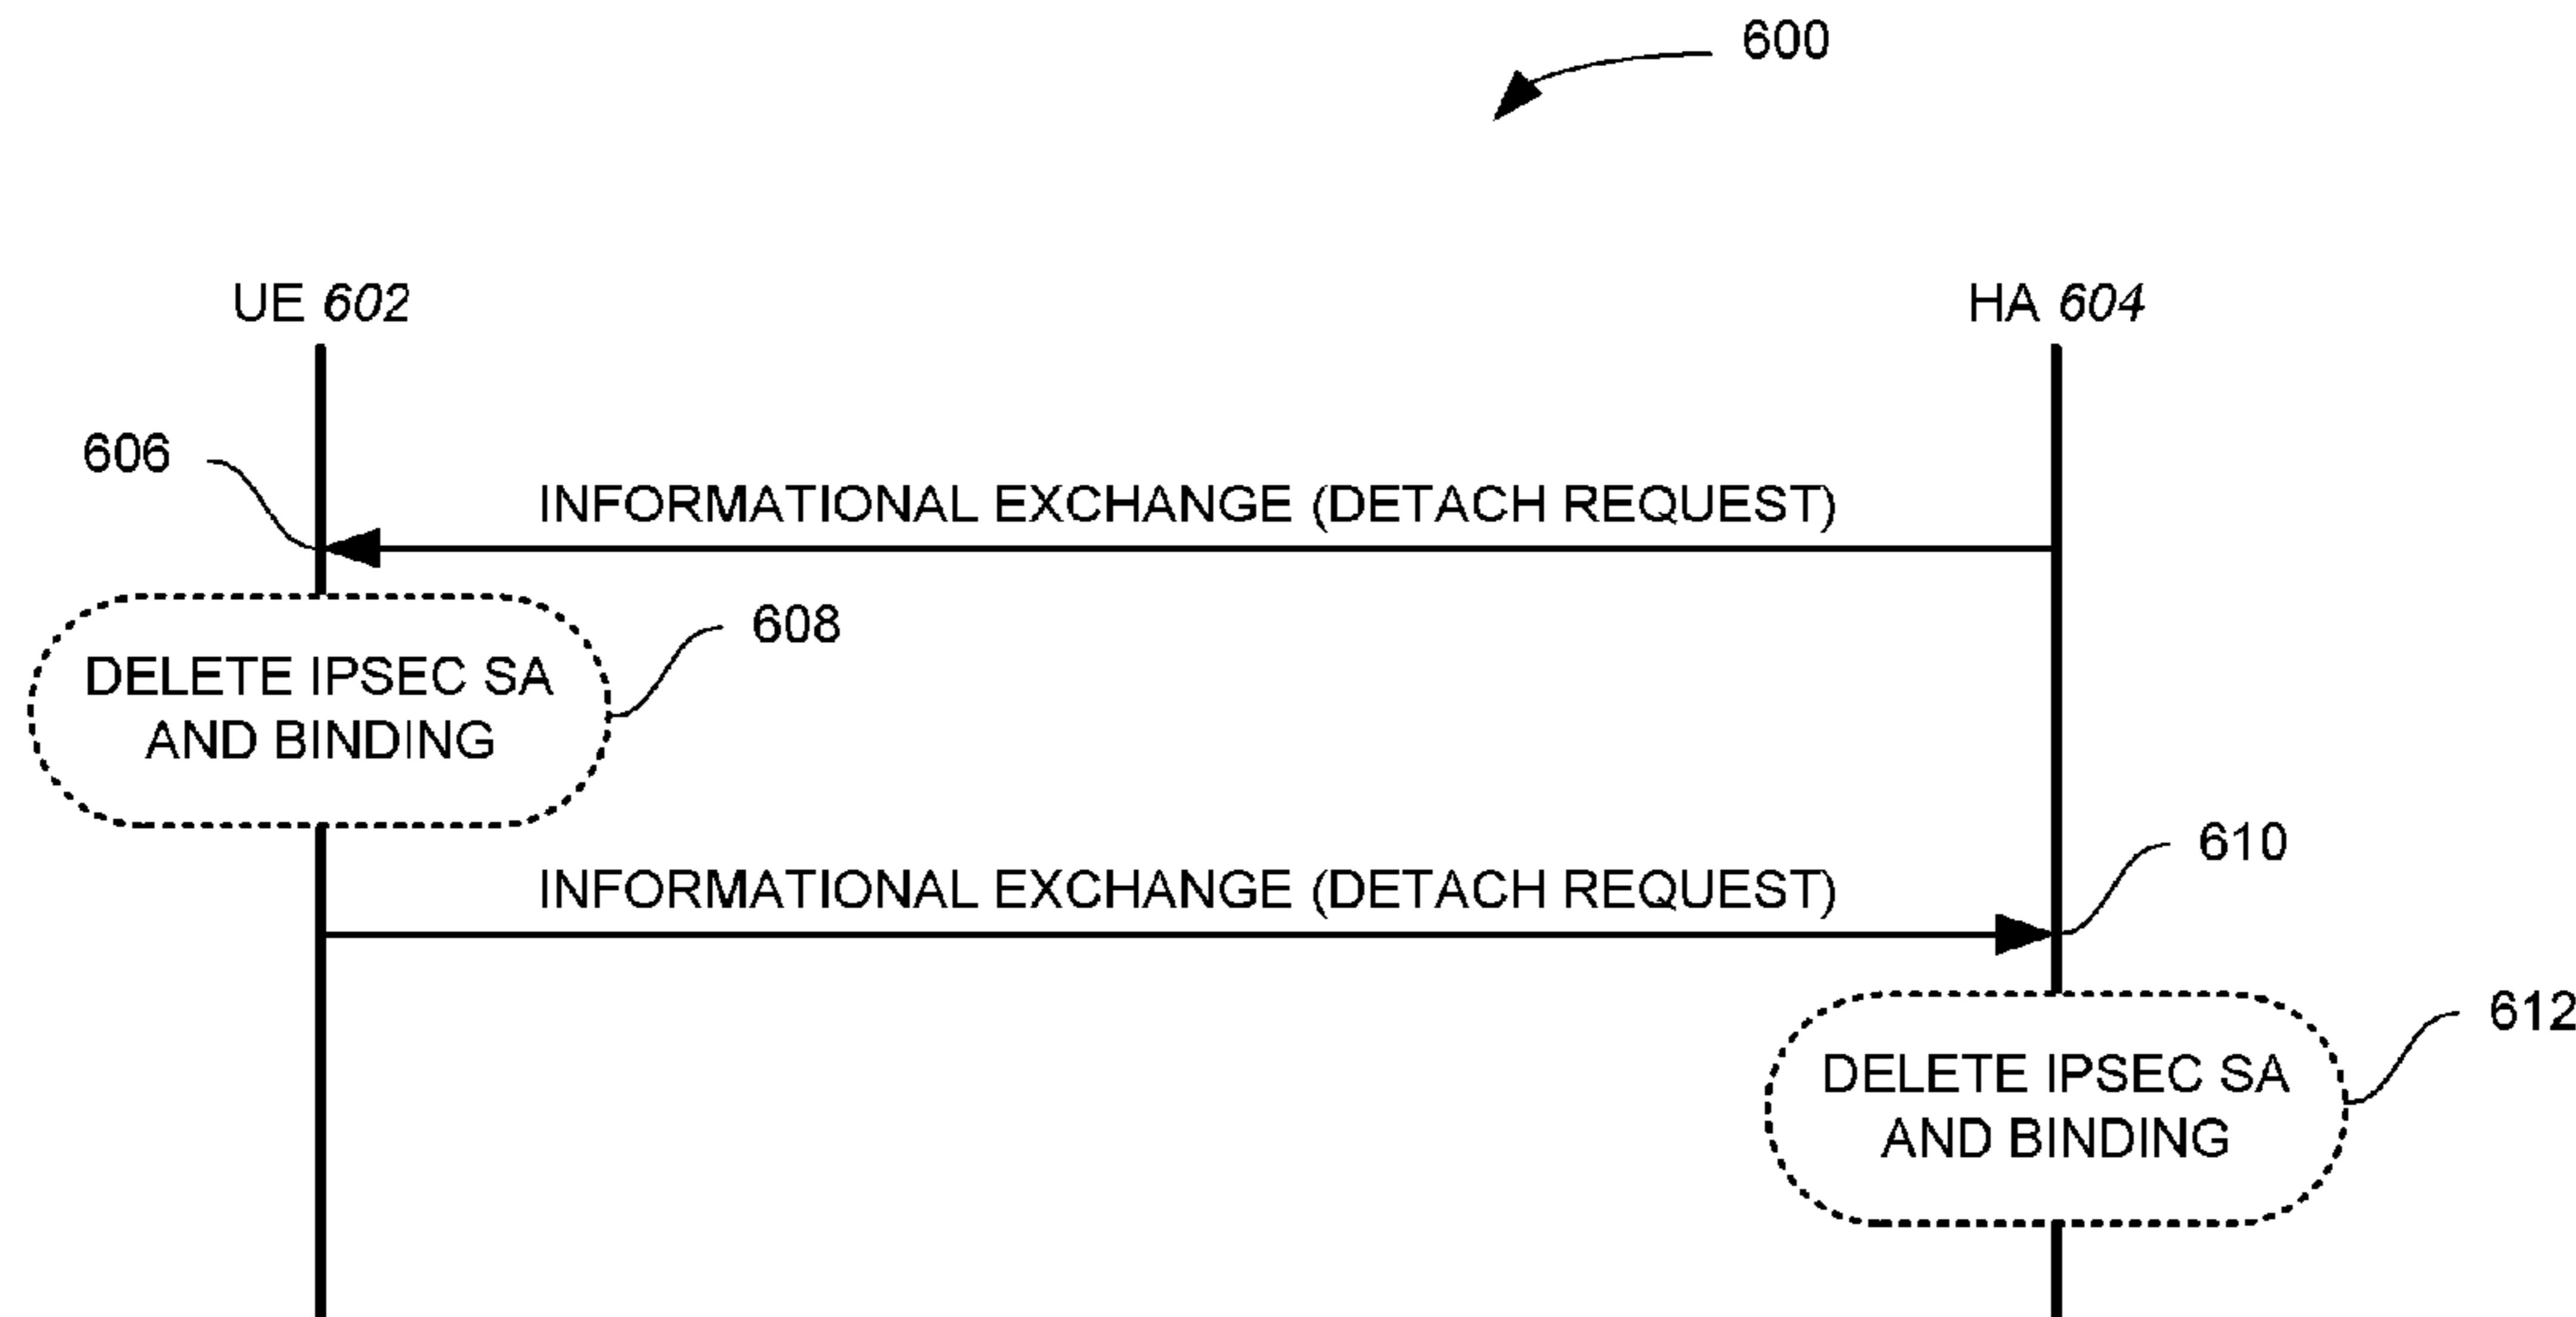 600
UE 602
HA 604
606
INFORMATIONAL EXCHANGE (DETACH REQUEST)
608
DELETE IPSEC SA
AND BINDING
610
INFORMATIONAL EXCHANGE (DETACH REQUEST)
612
DELETE IPSEC SA
AND BINDING